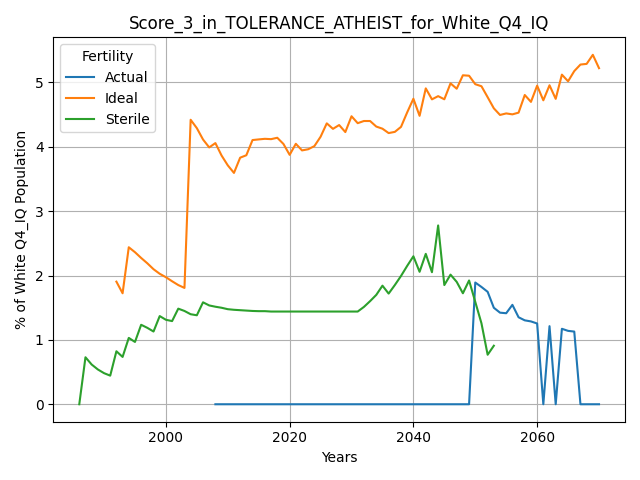 Score_3_in_TOLERANCE_ATHEIST_for_White_Q4_IQ
Fertility
Actual
Ideal
Sterile
% of White Q4_IQ Population
5
4
3
2
1
0
2000
2020
2040
2060
Years